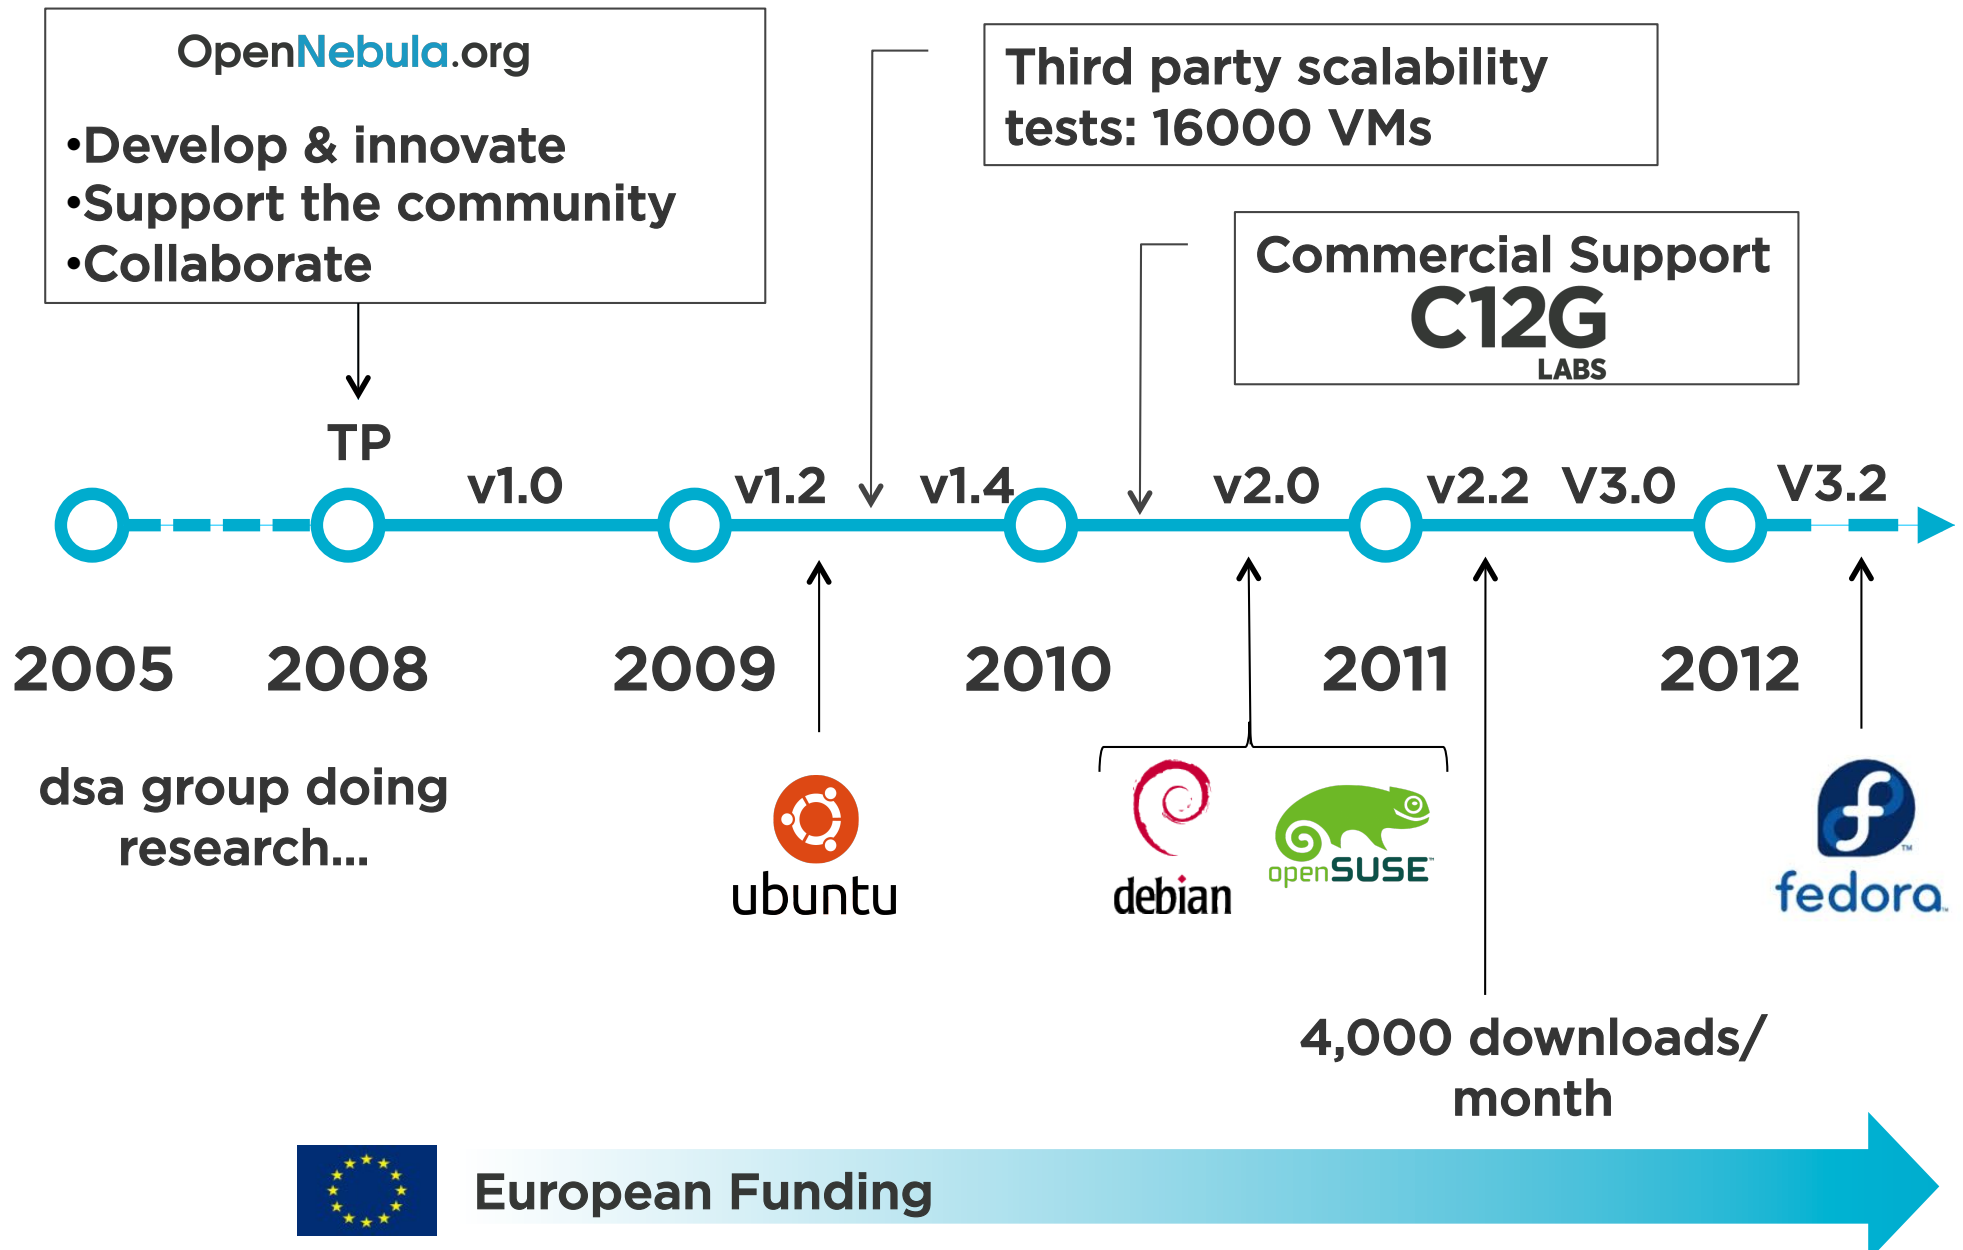 OpenNebula.org
•Develop & innovate
•Support the community
•Collaborate
Third party scalability
tests: 16000 VMs
Commercial Support
C12G
LABS
TP
v1.0
v1.2
v1.4
v2.0
v2.2
V3.0
V3.2
2005
2008
2009
2010
2011
2012
dsa group doing
research...
ubuntu
debian
openSUSE™
fedora™
4,000 downloads/
month
European Funding